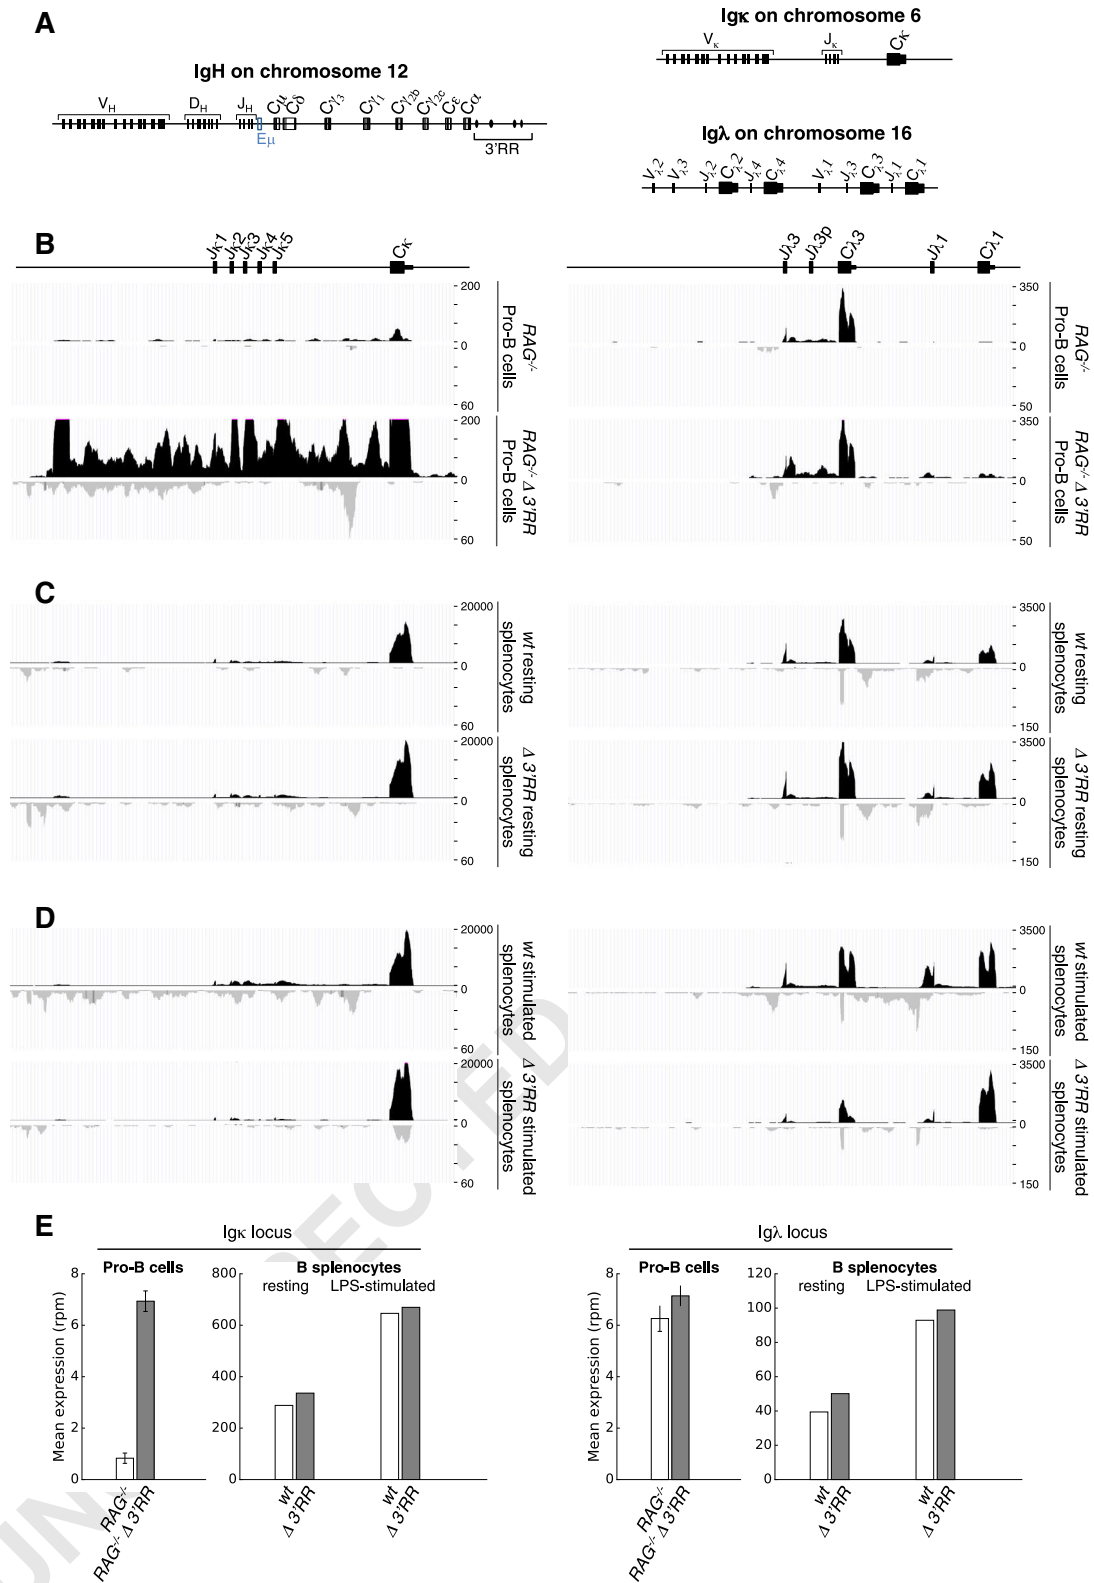 A
IgH on chromosome 12
VH DH JH Cμ Cδ Cγ3 Cγ1 Cγ2b Cγ2c Cε Cα
Eμ
3'RR
Igκ on chromosome 6
Vκ Jκ Cκ
Igλ on chromosome 16
Vλ2 Vλ3 Jλ2 Cλ2 Jλ4 Cλ4 Vλ1 Jλ3 Cλ3 Jλ1 Cλ1
B
Jκ1 Jκ2 Jκ3 Jκ4 Jκ5 Cκ
200
0
60
RAG-/-
Pro-B cells
200
0
60
RAG-/- Δ 3'RR
Pro-B cells
Jλ3 Jλ3p Cλ3 Jλ1 Cλ1
350
0
50
RAG-/-
Pro-B cells
350
0
50
RAG-/- Δ 3'RR
Pro-B cells
C
20000
0
60
wt resting
splenocytes
20000
0
60
Δ 3'RR resting
splenocytes
3500
0
150
wt resting
splenocytes
3500
0
150
Δ 3'RR resting
splenocytes
D
20000
0
60
wt stimulated
splenocytes
20000
0
60
Δ 3'RR stimulated
splenocytes
3500
0
150
wt stimulated
splenocytes
3500
0
150
Δ 3'RR stimulated
splenocytes
E
Igκ locus
Pro-B cells
Mean expression (rpm)
8
6
4
2
0
RAG-/-
RAG-/- Δ 3'RR
B splenocytes
resting LPS-stimulated
800
600
400
200
0
wt
Δ 3'RR
wt
Δ 3'RR
Igλ locus
Pro-B cells
Mean expression (rpm)
8
6
4
2
0
RAG-/-
RAG-/- Δ 3'RR
B splenocytes
resting LPS-stimulated
120
100
80
60
40
20
0
wt
Δ 3'RR
wt
Δ 3'RR